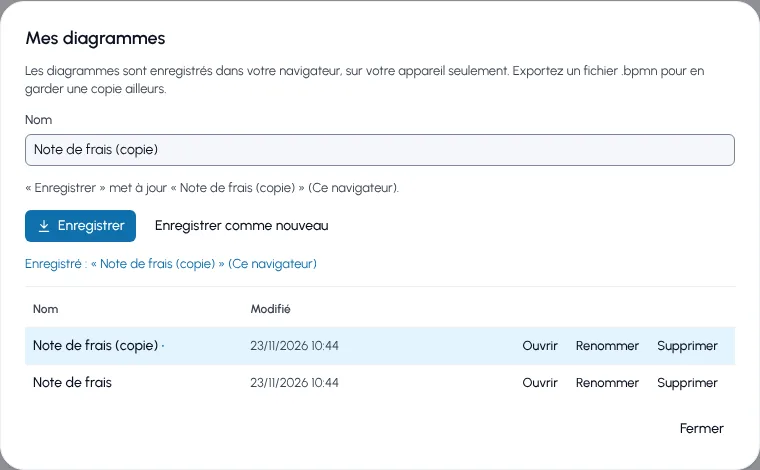 Mes diagrammes
Les diagrammes sont enregistrés dans votre navigateur, sur votre appareil seulement. Exportez un fichier .bpmn pour en
garder une copie ailleurs.
Nom
Note de frais (copie)
« Enregistrer » met à jour « Note de frais (copie) » (Ce navigateur).
Enregistrer Enregistrer comme nouveau
Enregistré : « Note de frais (copie) » (Ce navigateur)
Nom Modifié
Note de frais (copie) · 23/11/2026 10:44 Ouvrir Renommer Supprimer
Note de frais 23/11/2026 10:44 Ouvrir Renommer Supprimer
Fermer